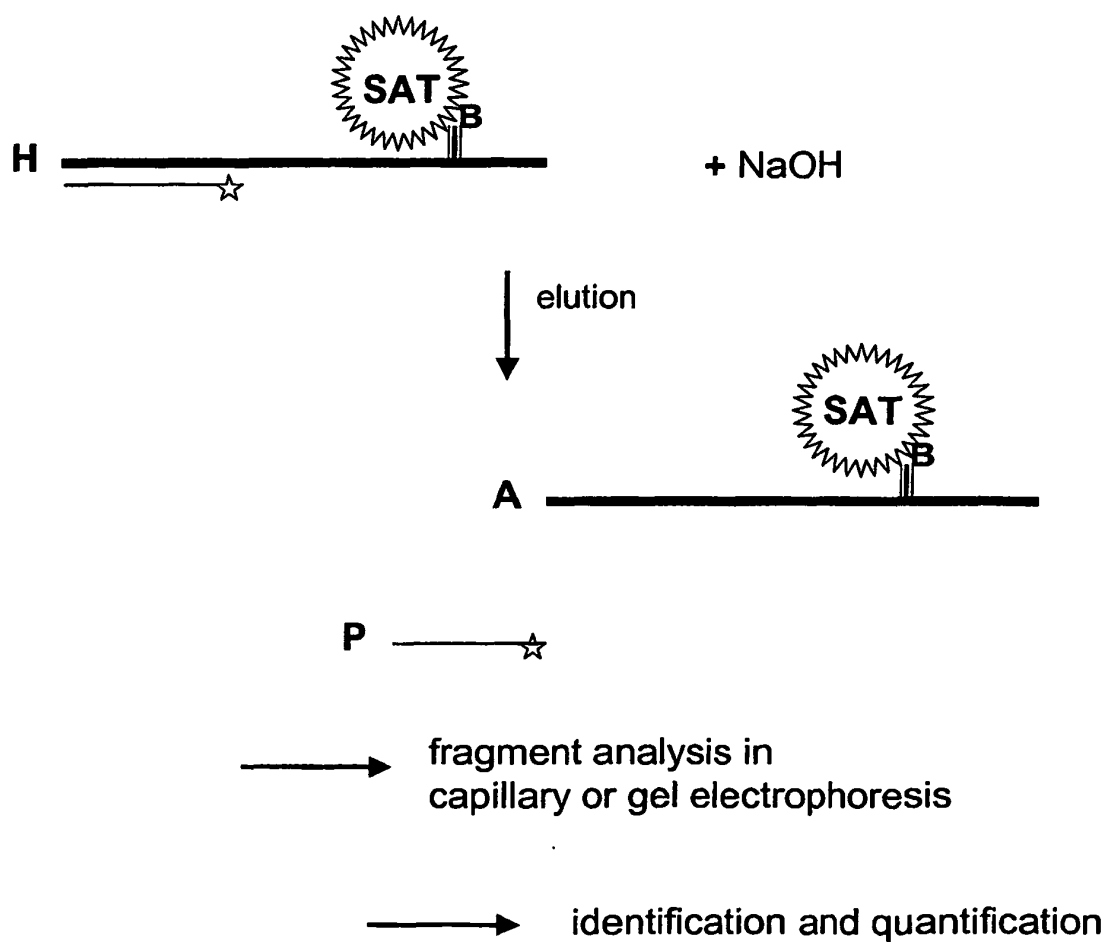 SAT
B
H
+ NaOH
elution
SAT
B
A
P
fragment analysis in
capillary or gel electrophoresis
identification and quantification